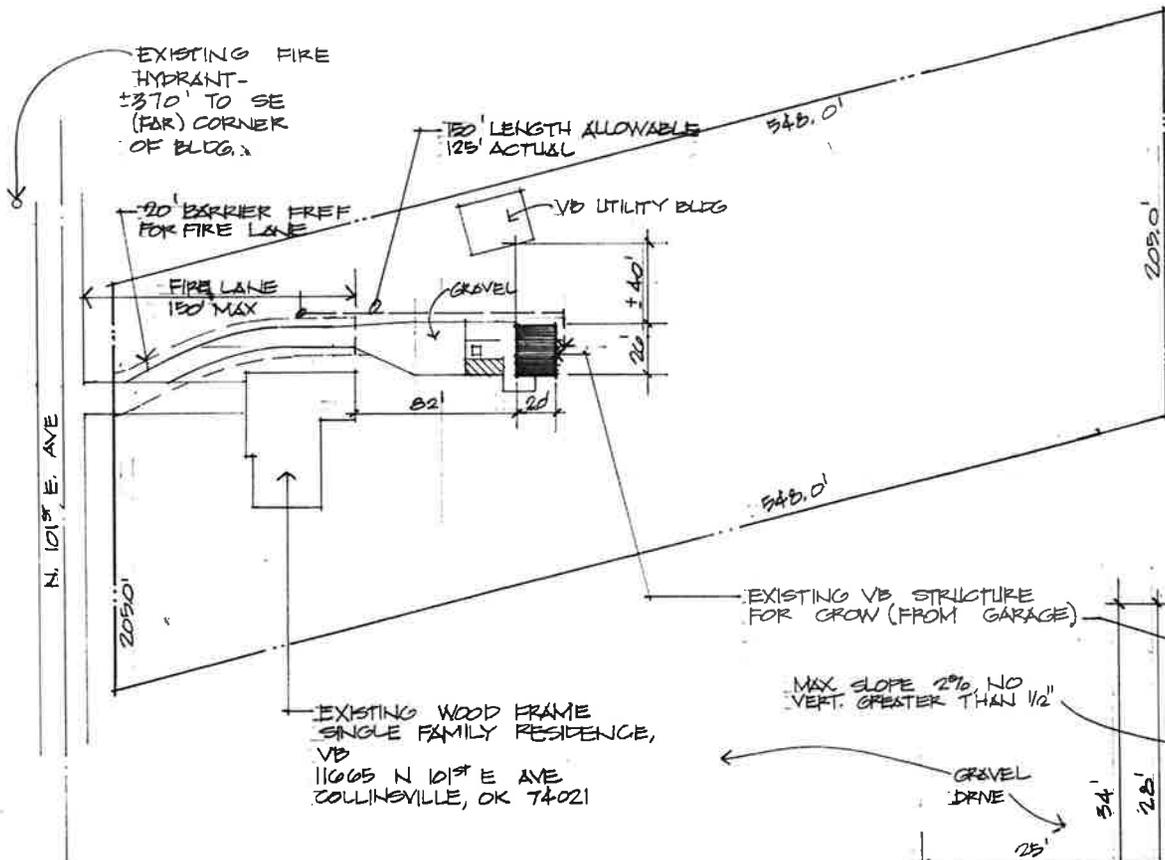 EXISTING FIRE
HYDRANT-
±370' TO SE
(FAR) CORNER
OF BLDG.
150' LENGTH ALLOWABLE
125' ACTUAL
548.0'
20' BARRIER FREE
FOR FIRE LANE
VB UTILITY BLDG
205.0'
FIRE LANE
150' MAX
GRAVEL
±40'
26'
82'
20'
N. 101ST E. AVE
548.0'
205.0'
EXISTING VB STRUCTURE
FOR GROW (FROM GARAGE)
MAX SLOPE 2%, NO
VERT. GREATER THAN 1/2"
EXISTING WOOD FRAME
SINGLE FAMILY RESIDENCE,
VB
11665 N 101ST E AVE
COLLINSVILLE, OK 74021
GRAVEL
DRIVE
34'
28'
25'